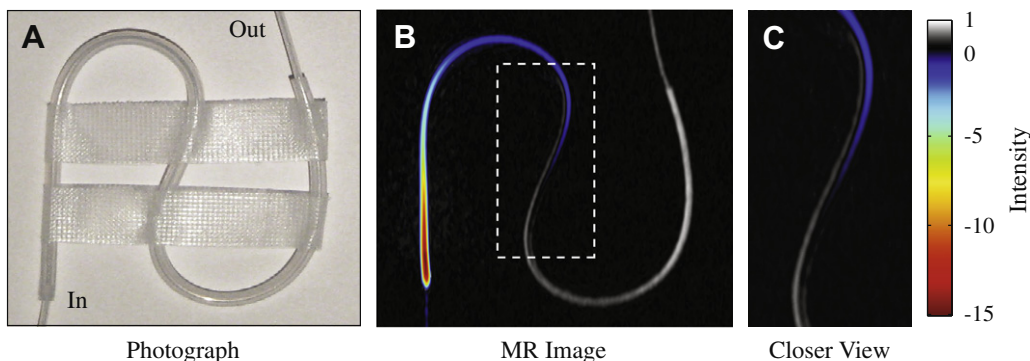 A
Out
In
B
C
1
0
-5
-10
-15
Intensity
Photograph
MR Image
Closer View